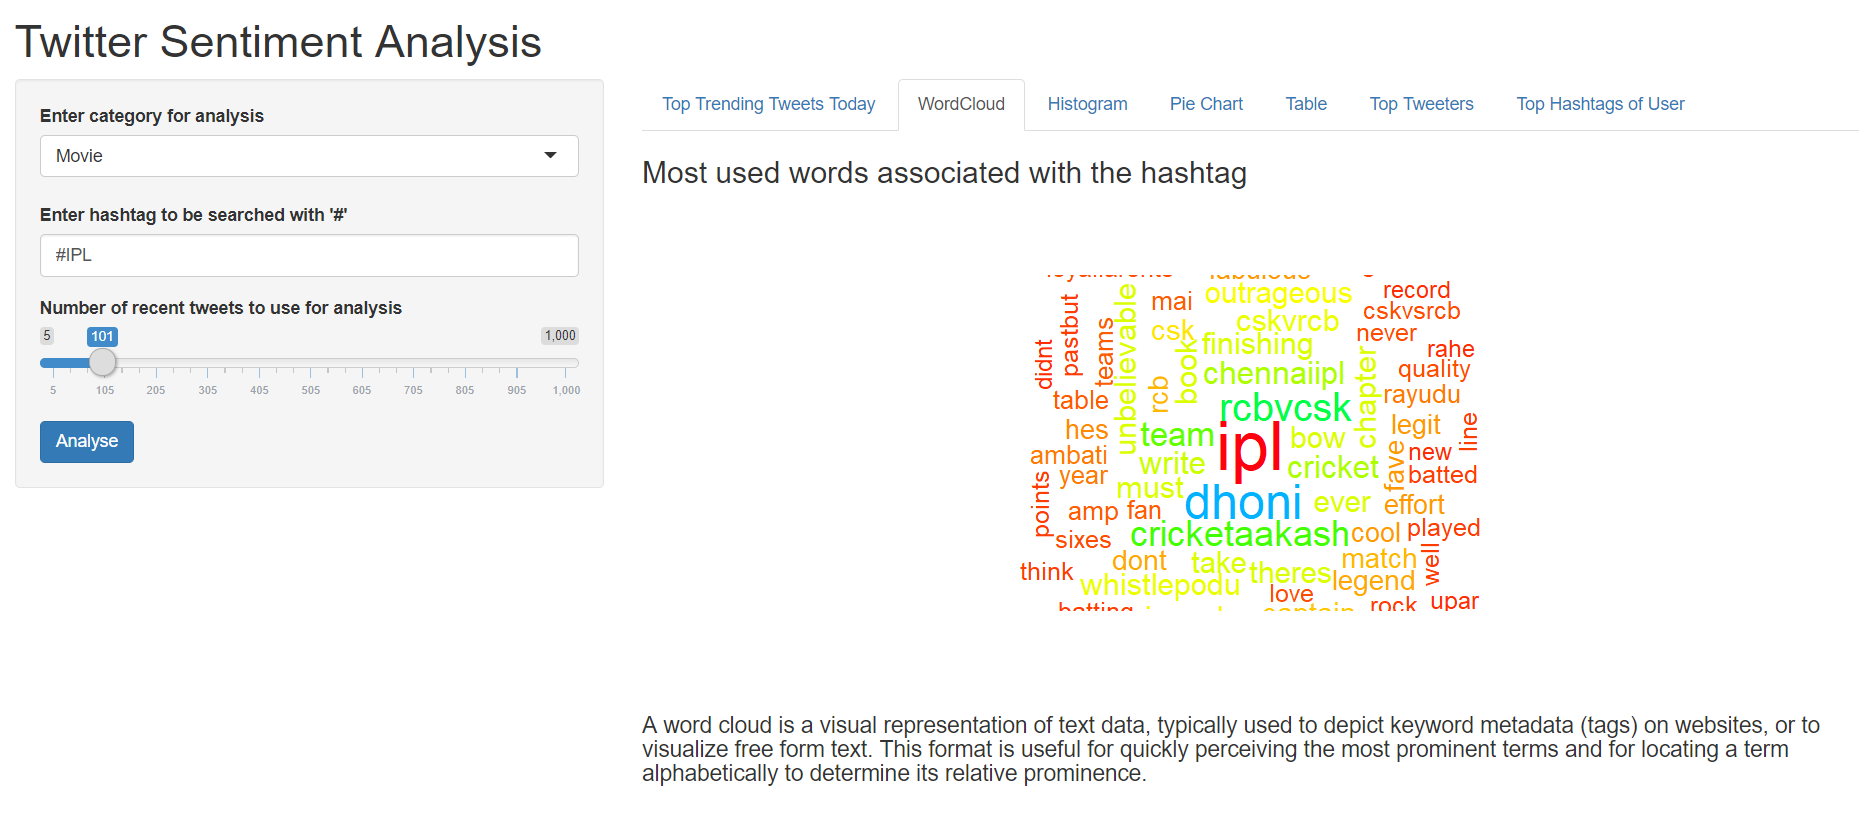 Twitter Sentiment Analysis
Enter category for analysis
Movie
Enter hashtag to be searched with '#'
#IPL
Number of recent tweets to use for analysis
5 101 1,000
5 105 205 305 405 505 605 705 805 905 1,000
Analyse
Top Trending Tweets Today WordCloud Histogram Pie Chart Table Top Tweeters Top Hashtags of User
Most used words associated with the hashtag
fabulous
outrageous
record
mai
cskvsrcb
cskvrcb
csk
never
finishing
rahe
unbelievable
pastbut
teams
didnt
book
rcb
chennaiipl
quality
chapter
rayudu
table
rcbvcsk
legit
line
hes
team
ipl
bow
new
fave
ambati
write
cricket
batted
year
must
dhoni
ever
effort
points
amp
fan
cricketaakash
cool
played
sixes
dont
take
theres
match
well
think
whistlepodu
legend
love
rock
upar
batting
captain
A word cloud is a visual representation of text data, typically used to depict keyword metadata (tags) on websites, or to
visualize free form text. This format is useful for quickly perceiving the most prominent terms and for locating a term
alphabetically to determine its relative prominence.